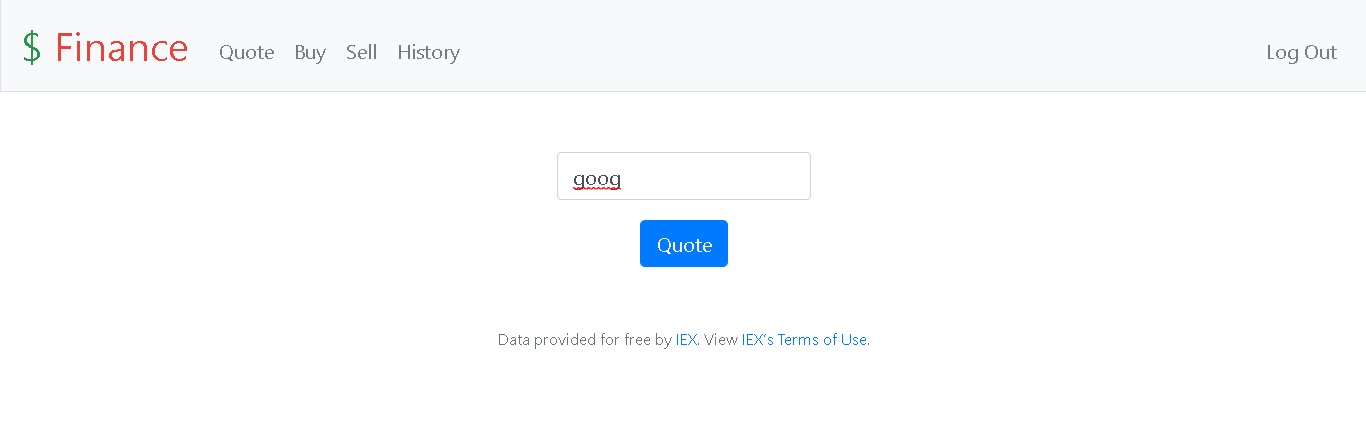 $ Finance Quote Buy Sell History Log Out
goog
Quote
Data provided for free by IEX. View IEX's Terms of Use.